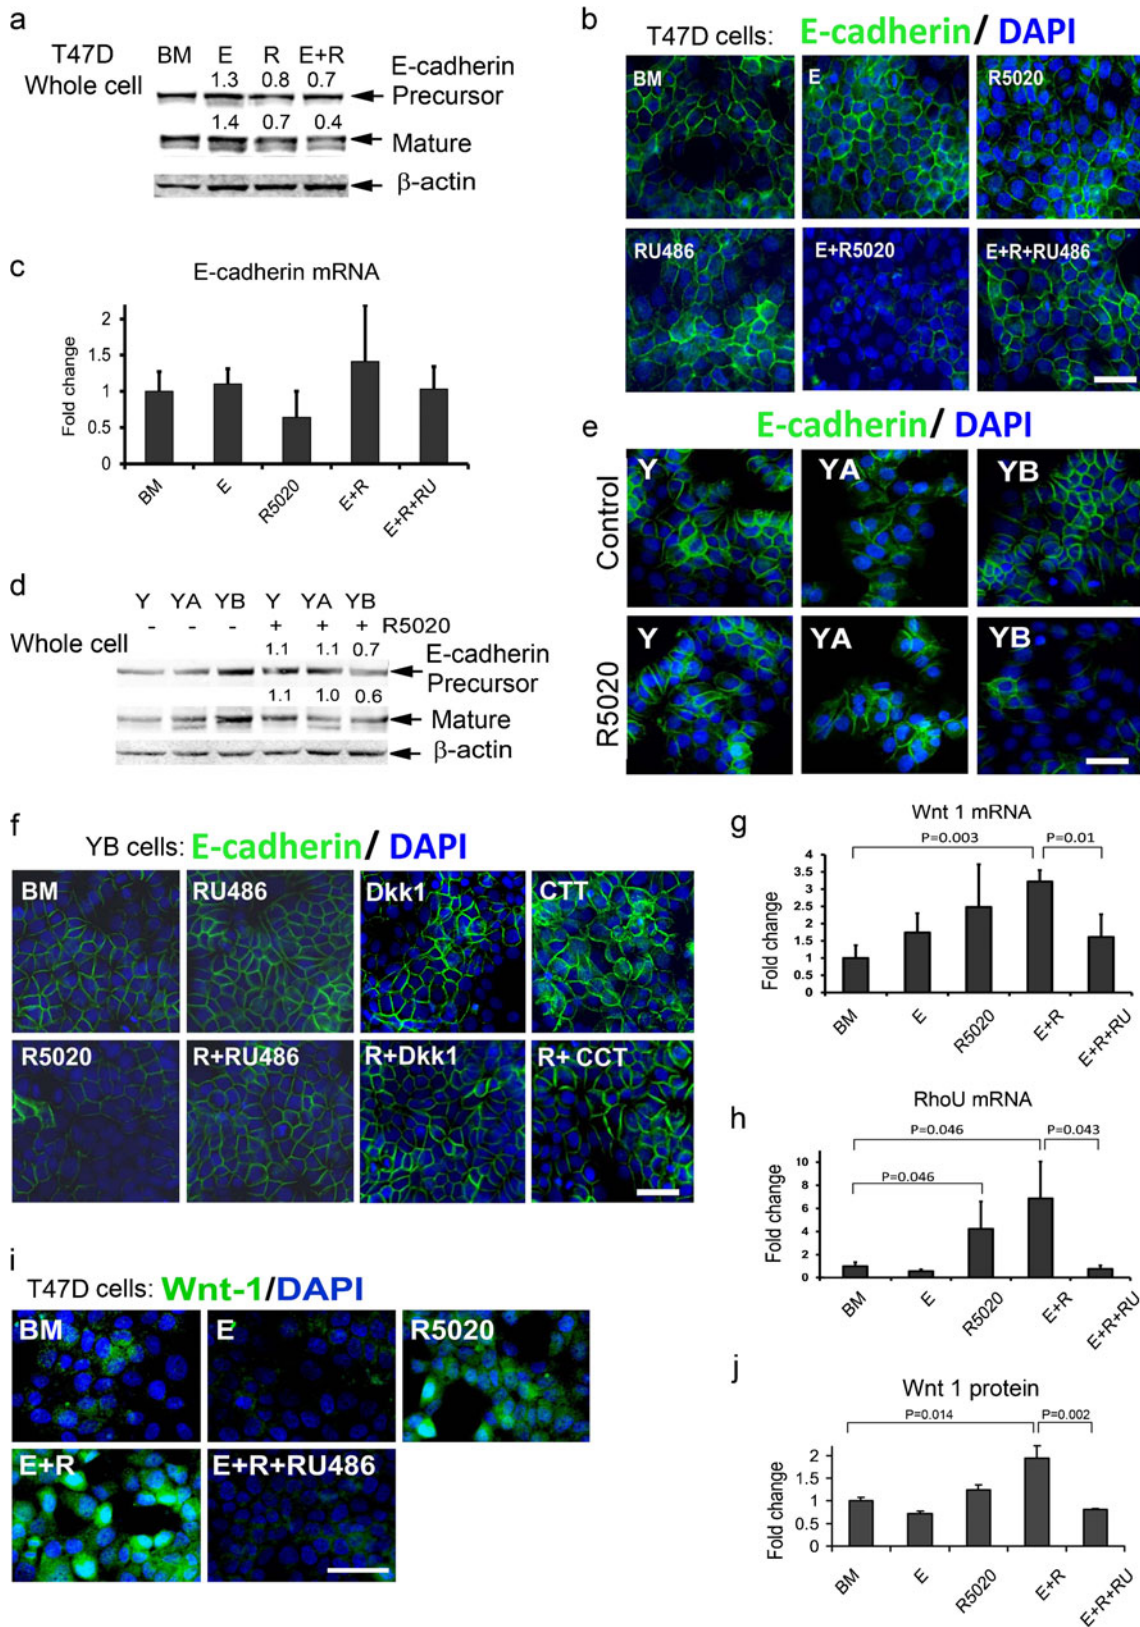 a
T47D
Whole cell
BM E R E+R
1.3 0.8 0.7
E-cadherin
Precursor
1.4 0.7 0.4
Mature
β-actin
b
T47D cells: E-cadherin/ DAPI
BM
E
R5020
RU486
E+R5020
E+R+RU486
c
E-cadherin mRNA
Fold change
2
1.5
1
0.5
0
BM
E
R5020
E+R
E+R+RU
d
Y YA YB Y YA YB
- - - + + + R5020
Whole cell
1.1 1.1 0.7
E-cadherin
Precursor
1.1 1.0 0.6
Mature
β-actin
e
E-cadherin/ DAPI
Control
Y
YA
YB
R5020
Y
YA
YB
f
YB cells: E-cadherin/ DAPI
BM
RU486
Dkk1
CTT
R5020
R+RU486
R+Dkk1
R+ CCT
g
Wnt 1 mRNA
P=0.003
P=0.01
Fold change
4
3.5
3
2.5
2
1.5
1
0.5
0
BM
E
R5020
E+R
E+R+RU
h
RhoU mRNA
P=0.046
P=0.043
P=0.046
Fold change
10
8
6
4
2
0
BM
E
R5020
E+R
E+R+RU
i
T47D cells: Wnt-1/DAPI
BM
E
R5020
E+R
E+R+RU486
j
Wnt 1 protein
P=0.014
P=0.002
Fold change
2
1.5
1
0.5
0
BM
E
R5020
E+R
E+R+RU